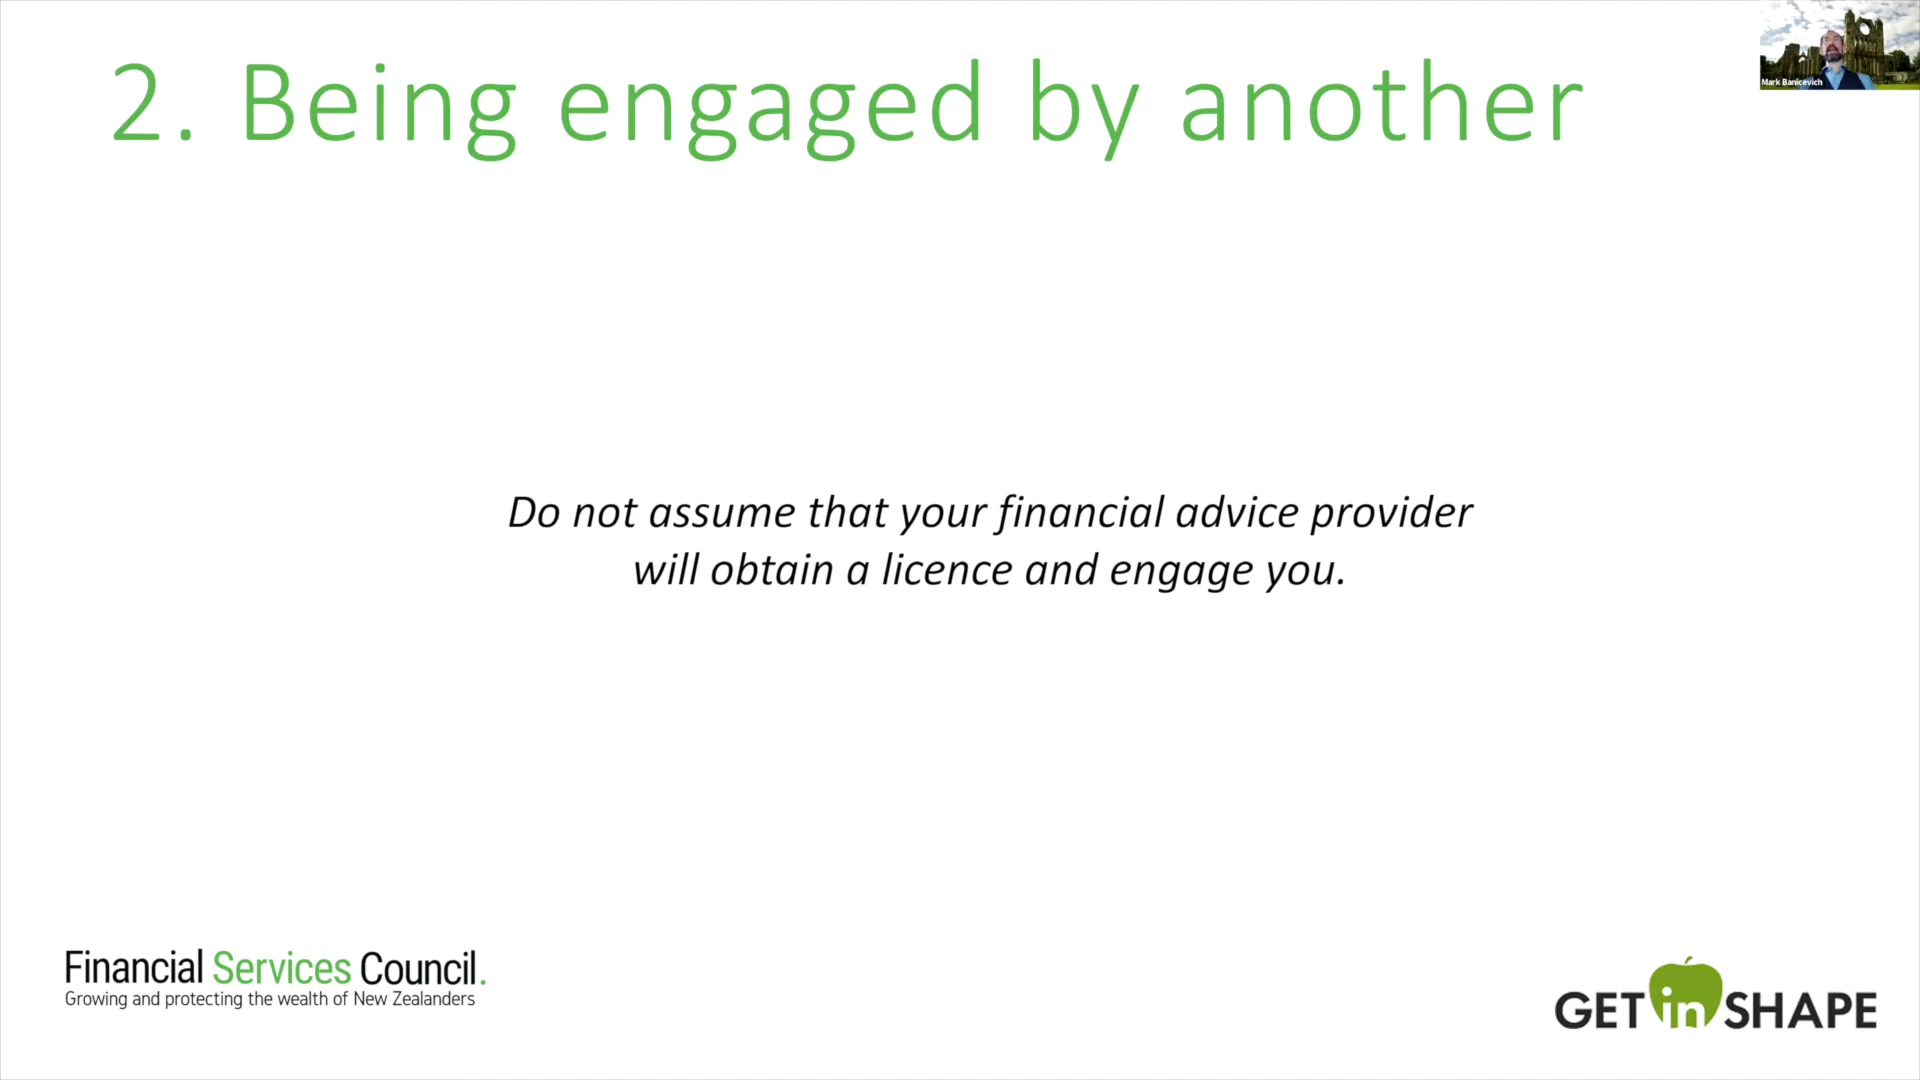 2. Being engaged by another
Mark Banicevich
Do not assume that your financial advice provider
will obtain a licence and engage you.
Financial Services Council.
Growing and protecting the wealth of New Zealanders
GET in SHAPE